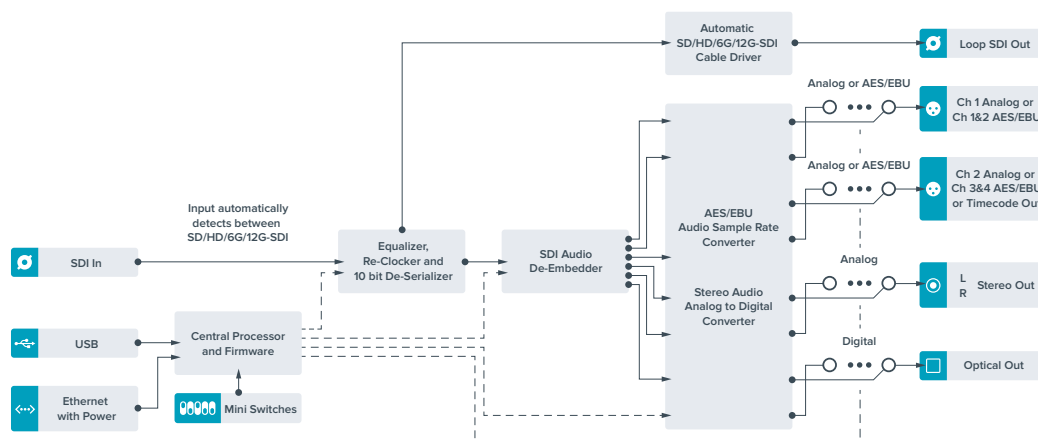 Automatic
SD/HD/6G/12G-SDI
Cable Driver
Loop SDI Out
Analog or AES/EBU
Ch 1 Analog or
Ch 1&2 AES/EBU
Analog or AES/EBU
Ch 2 Analog or
Ch 3&4 AES/EBU
or Timecode Out
Input automatically
detects between
SD/HD/6G/12G-SDI
AES/EBU
Audio Sample Rate
Converter
SDI In
Equalizer,
Re-Clocker and
10 bit De-Serializer
SDI Audio
De-Embedder
Analog
L
R
Stereo Out
Stereo Audio
Analog to Digital
Converter
USB
Central Processor
and Firmware
Digital
Optical Out
Ethernet
with Power
Mini Switches